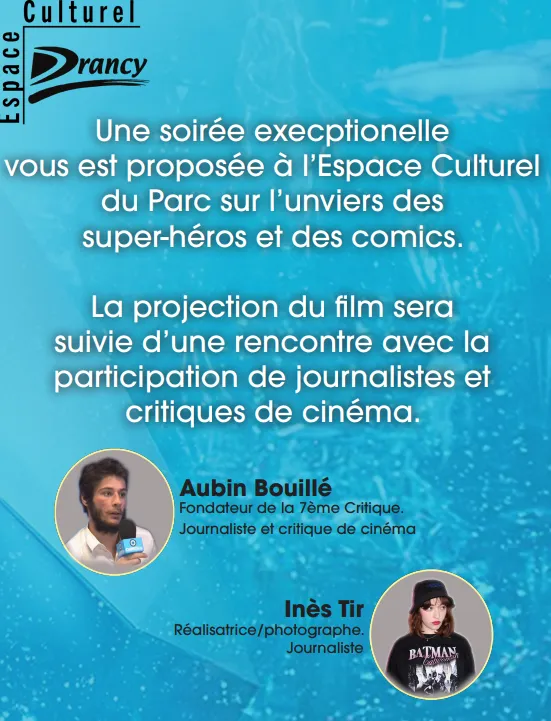 Espace
Culturel
Drancy
Une soirée execptionelle
vous est proposée à l'Espace Culturel
du Parc sur l'unviers des
super-héros et des comics.
La projection du film sera
suivie d'une rencontre avec la
participation de journalistes et
critiques de cinéma.
Aubin Bouillé
Fondateur de la 7ème Critique.
Journaliste et critique de cinéma
Inès Tir
Réalisatrice/photographe.
Journaliste
BATMAN